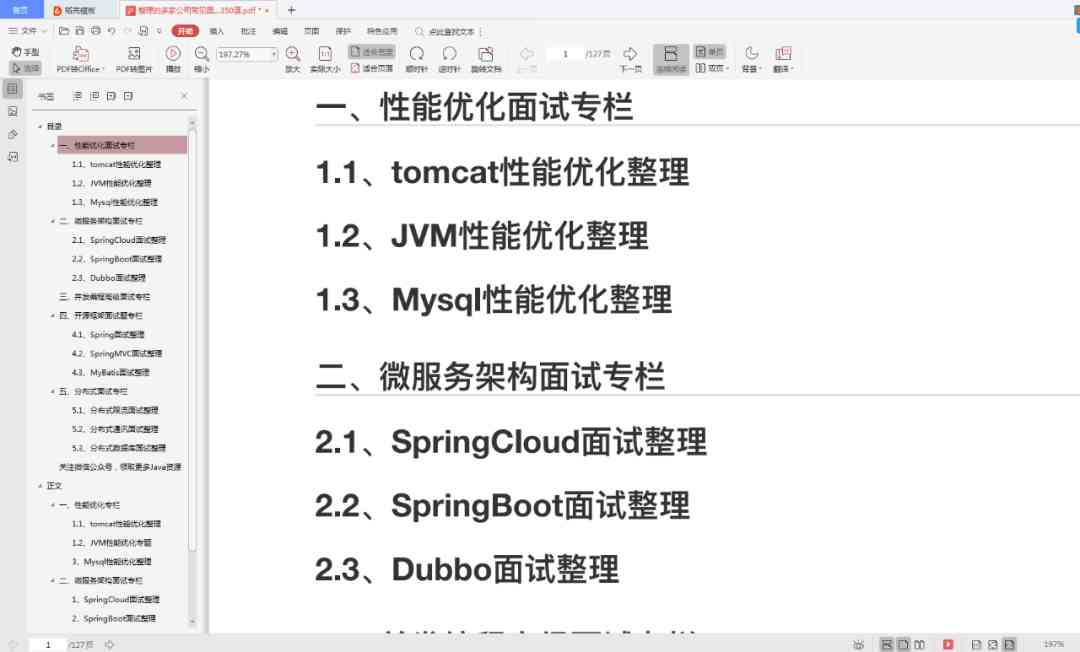 首页
稻壳模板
整理的多家公司常见面...350道.pdf *
文件
开始
插入
批注
编辑
页面
保护
特色应用
点此查找文本
手型
选择
PDF转Office
PDF转图片
播放
缩小
197.27%
放大
1:1
实际大小
适合宽度
适合页面
顺时针
逆时针
旋转文档
上一页
1
/127页
下一页
连续阅读
单页
双页
背景
翻译
书签
目录
一、性能优化面试专栏
1.1、tomcat性能优化整理
1.2、JVM性能优化整理
1.3、Mysql性能优化整理
二、微服务架构面试专栏
2.1、SpringCloud面试整理
2.2、SpringBoot面试整理
2.3、Dubbo面试整理
三、并发编程高级面试专栏
四、开源框架面试题专栏
4.1、Spring面试整理
4.2、SpringMVC面试整理
4.3、MyBatis面试整理
五、分布式面试专栏
5.1、分布式限流面试整理
5.2、分布式通讯面试整理
5.3、分布式数据库面试整理
关注微信公众号，领取更多Java资源
正文
一、性能优化专栏
1.1、tomcat性能优化整理
1.2、JVM性能优化专题
3、Mysql性能优化整理
二、微服务架构面试专栏
1、SpringCloud面试整理
2、SpringBoot面试整理
一、性能优化面试专栏
1.1、tomcat性能优化整理
1.2、JVM性能优化整理
1.3、Mysql性能优化整理
二、微服务架构面试专栏
2.1、SpringCloud面试整理
2.2、SpringBoot面试整理
2.3、Dubbo面试整理
1
/127页
197%